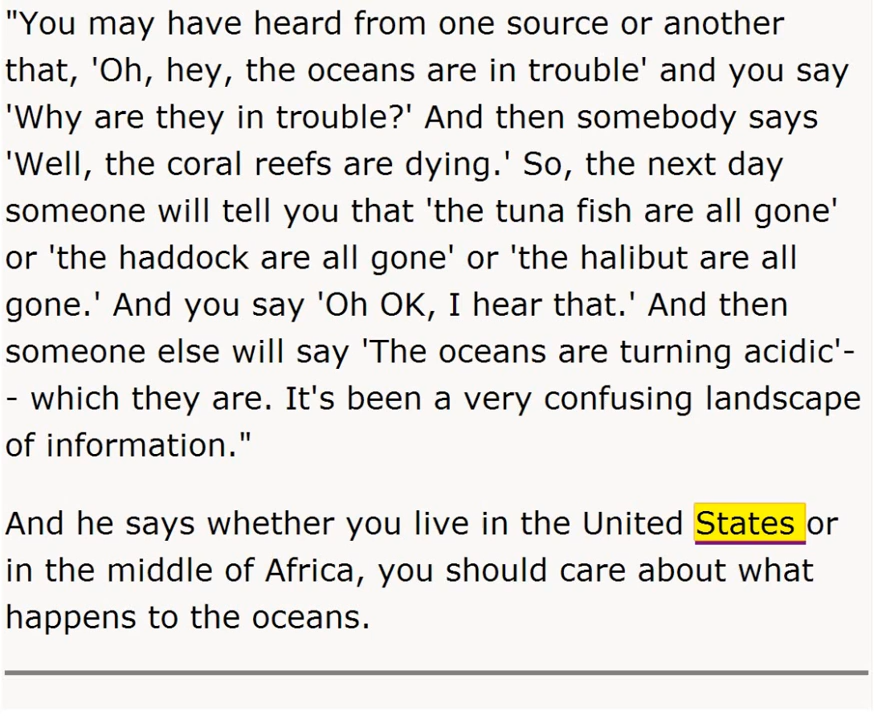 "You may have heard from one source or another
that, 'Oh, hey, the oceans are in trouble' and you say
'Why are they in trouble?' And then somebody says
'Well, the coral reefs are dying.' So, the next day
someone will tell you that 'the tuna fish are all gone'
or 'the haddock are all gone' or 'the halibut are all
gone.' And you say 'Oh OK, I hear that.' And then
someone else will say 'The oceans are turning acidic'-
- which they are. It's been a very confusing landscape
of information."
And he says whether you live in the United States or
in the middle of Africa, you should care about what
happens to the oceans.